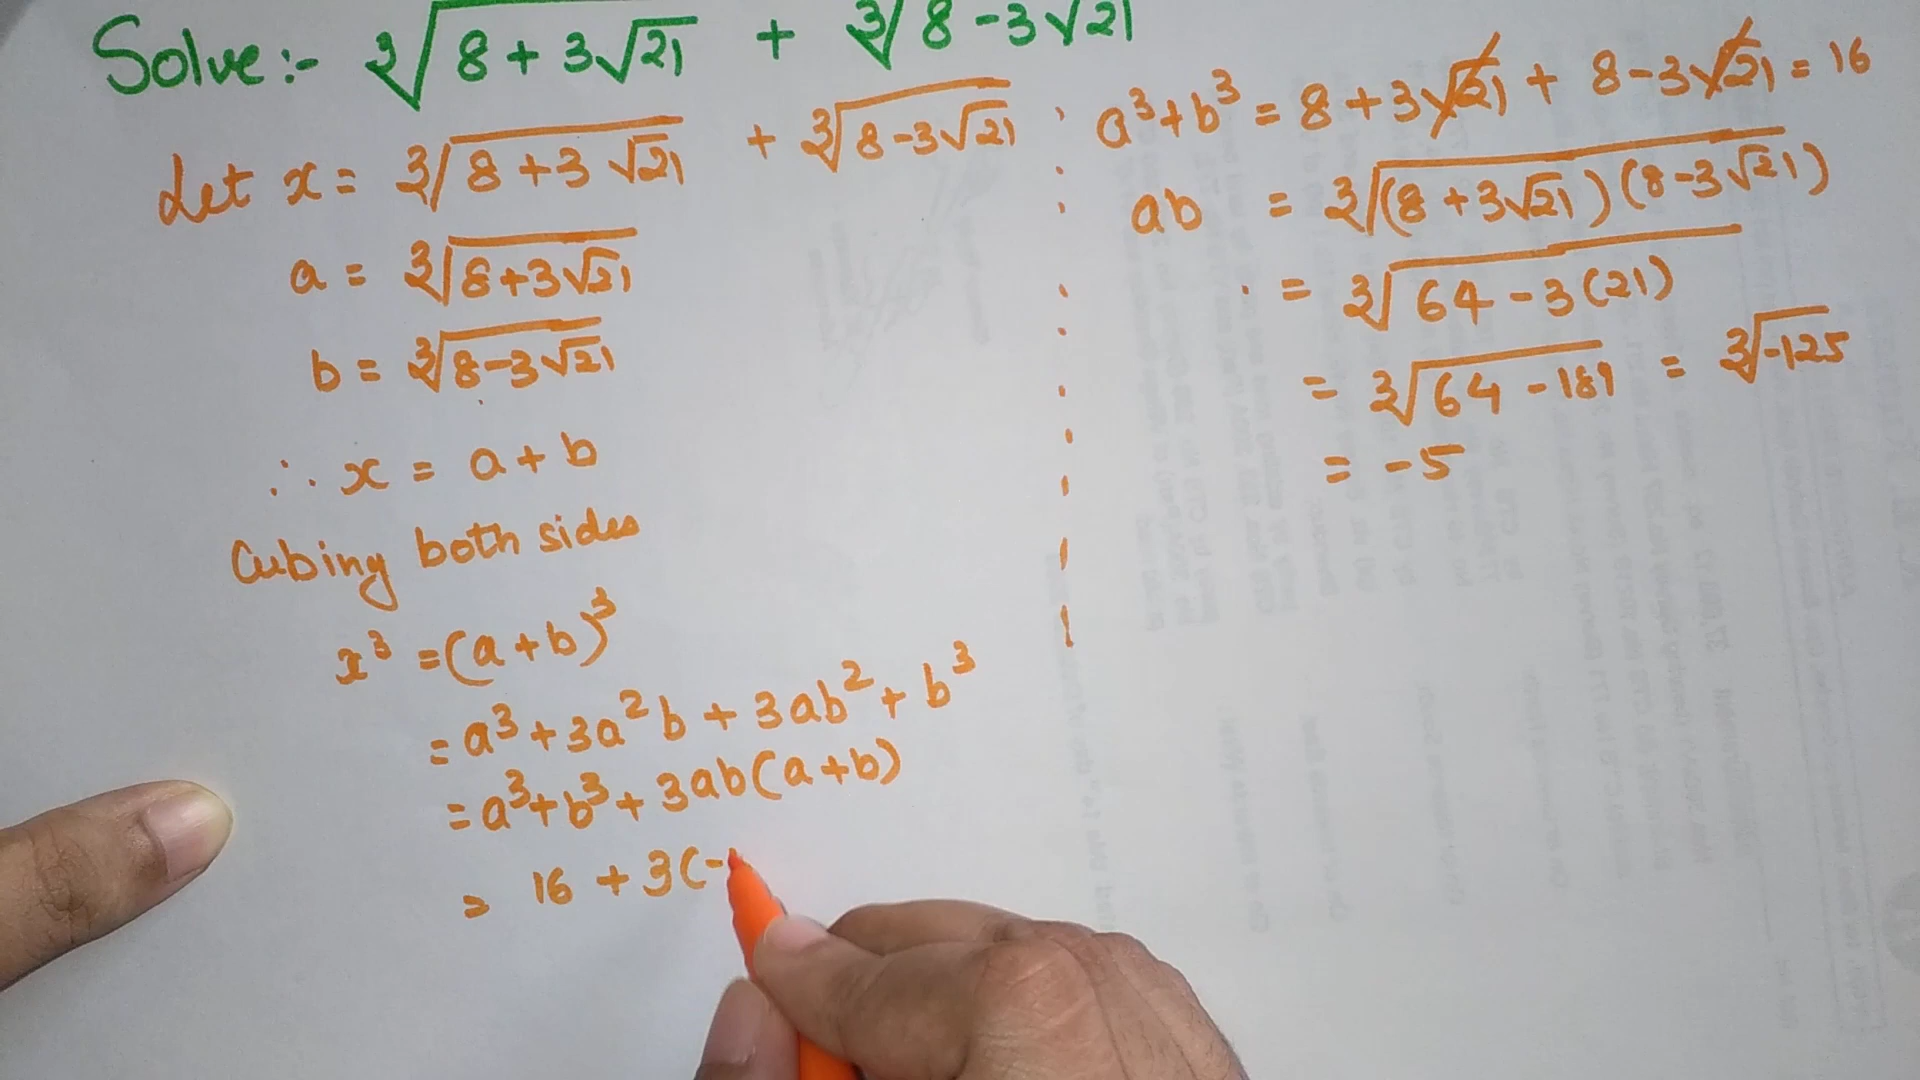 Solve:- ∛(8+3√21) + ∛(8-3√21)
Let x = ∛(8+3√21) + ∛(8-3√21)
a = ∛(8+3√21)
b = ∛(8-3√21)
∴ x = a+b
Cubing both sides
x³ = (a+b)³
= a³+3a²b + 3ab²+b³
= a³+b³+3ab(a+b)
= 16 + 3(-
a³+b³ = 8+3√21 + 8-3√21 = 16
ab = ∛((8+3√21)(8-3√21))
= ∛(64-3(21))
= ∛(64-189) = ∛(-125)
= -5